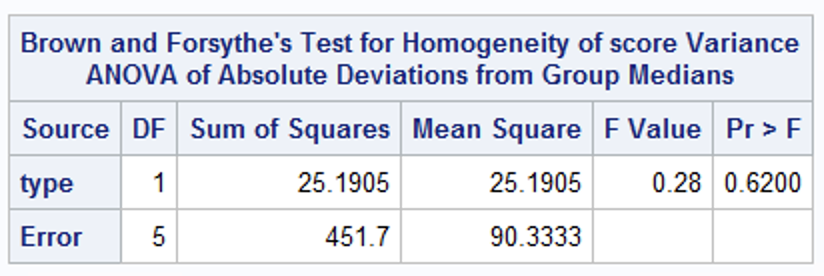 Brown and Forsythe's Test for Homogeneity of score Variance
ANOVA of Absolute Deviations from Group Medians
Source DF Sum of Squares Mean Square F Value Pr > F
type 1 25.1905 25.1905 0.28 0.6200
Error 5 451.7 90.3333